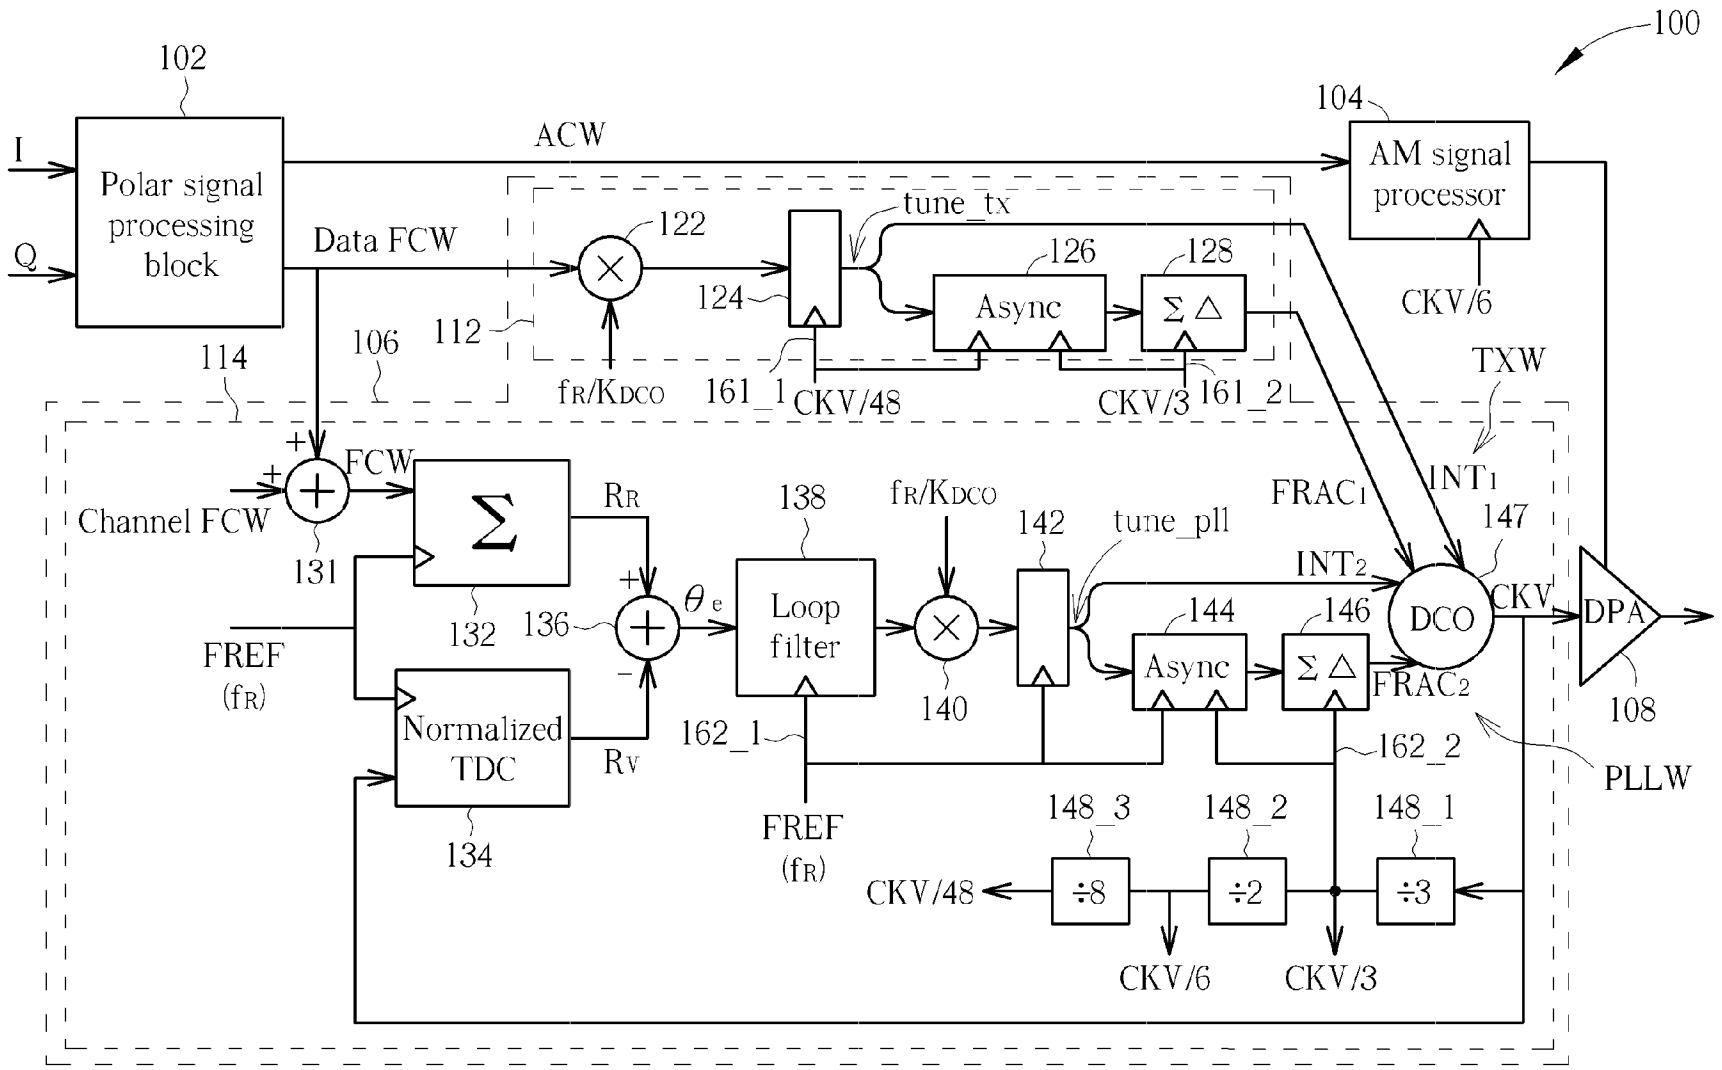 100
102
104
I
ACW
AM signal
processor
Polar signal
processing
block
tune_tx
122
Data FCW
126
128
Q
×
124
Async
Σ Δ
CKV/6
112
106
114
fR/KDCO
161_1
CKV/48
CKV/3
161_2
TXW
+
+
FCW
+
Channel FCW
131
Σ
132
RR
138
fR/KDCO
142
tune_pll
FRAC1
INT1
147
INT2
+
136
+
-
θe
Loop
filter
×
140
144
Async
146
Σ Δ
DCO
CKV
DPA
108
FREF
(fR)
FRAC2
Normalized
TDC
134
RV
162_1
162_2
PLLW
FREF
(fR)
148_3
148_2
148_1
CKV/48
÷8
÷2
÷3
CKV/6
CKV/3